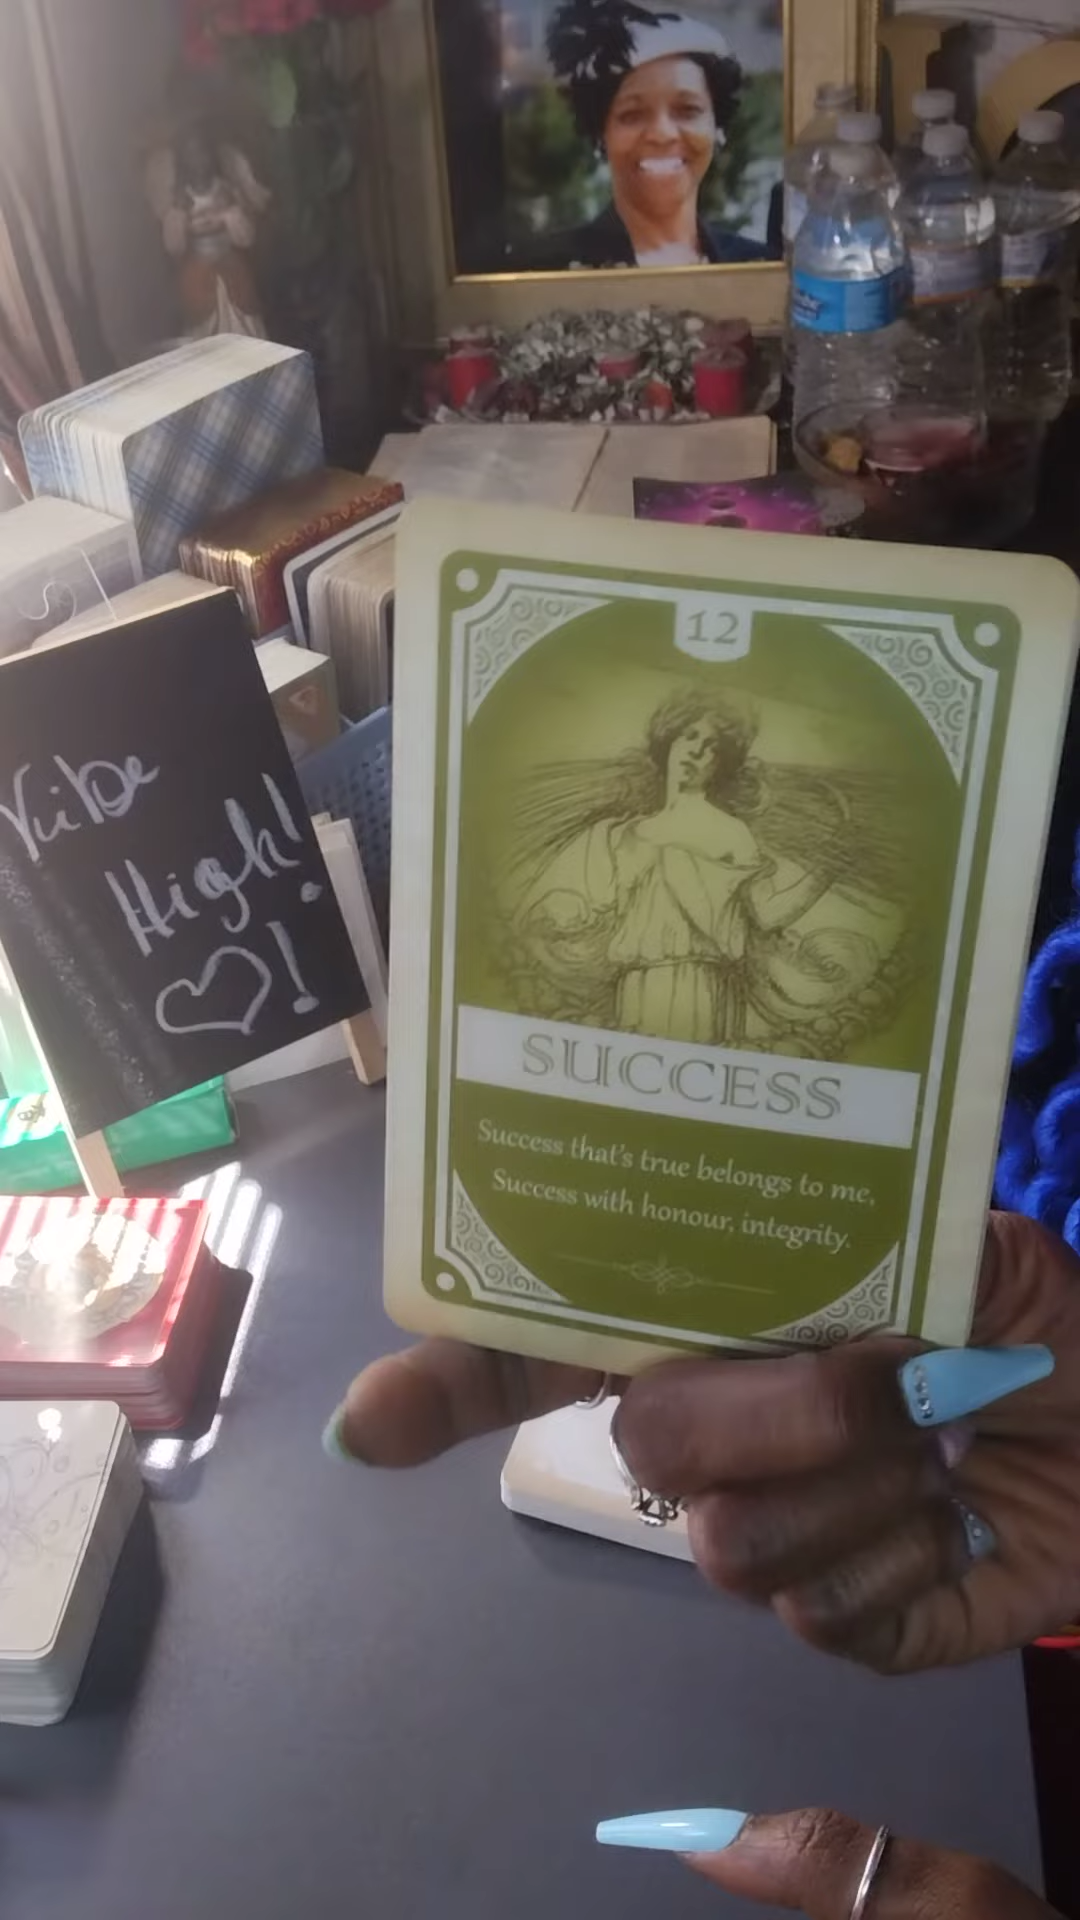 12
SUCCESS
Success that's true belongs to me,
Success with honour, integrity.
Vibe
High!